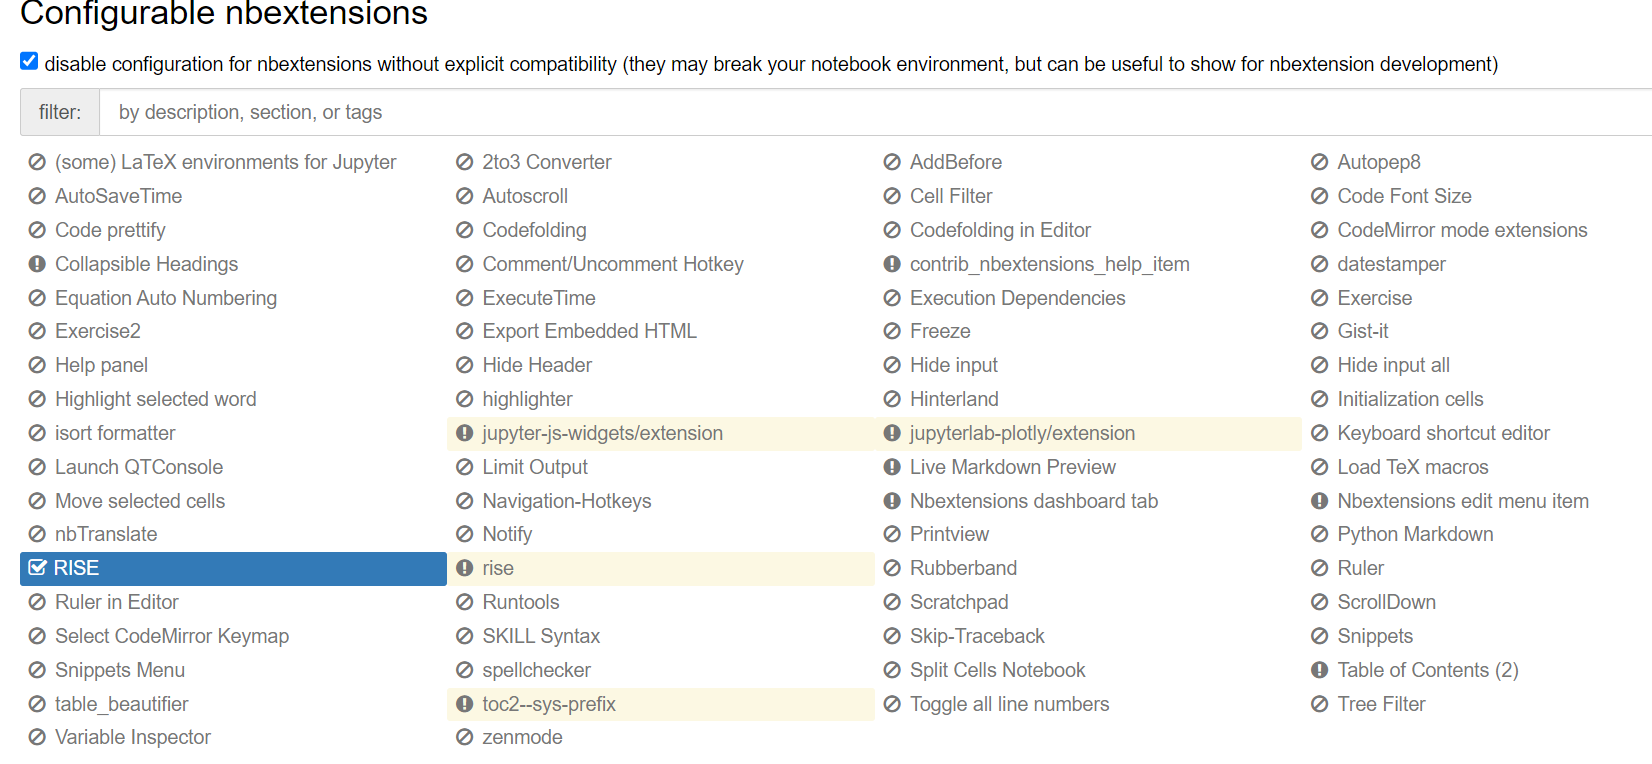 Configurable nbextensions
disable configuration for nbextensions without explicit compatibility (they may break your notebook environment, but can be useful to show for nbextension development)
filter: by description, section, or tags
(some) LaTeX environments for Jupyter 2to3 Converter AddBefore Autopep8
AutoSaveTime Autoscroll Cell Filter Code Font Size
Code prettify Codefolding Codefolding in Editor CodeMirror mode extensions
Collapsible Headings Comment/Uncomment Hotkey contrib_nbextensions_help_item datestamper
Equation Auto Numbering ExecuteTime Execution Dependencies Exercise
Exercise2 Export Embedded HTML Freeze Gist-it
Help panel Hide Header Hide input Hide input all
Highlight selected word highlighter Hinterland Initialization cells
isort formatter jupyter-js-widgets/extension jupyterlab-plotly/extension Keyboard shortcut editor
Launch QTConsole Limit Output Live Markdown Preview Load TeX macros
Move selected cells Navigation-Hotkeys Nbextensions dashboard tab Nbextensions edit menu item
nbTranslate Notify Printview Python Markdown
RISE rise Rubberband Ruler
Ruler in Editor Runtools Scratchpad ScrollDown
Select CodeMirror Keymap SKILL Syntax Skip-Traceback Snippets
Snippets Menu spellchecker Split Cells Notebook Table of Contents (2)
table_beautifier toc2--sys-prefix Toggle all line numbers Tree Filter
Variable Inspector zenmode